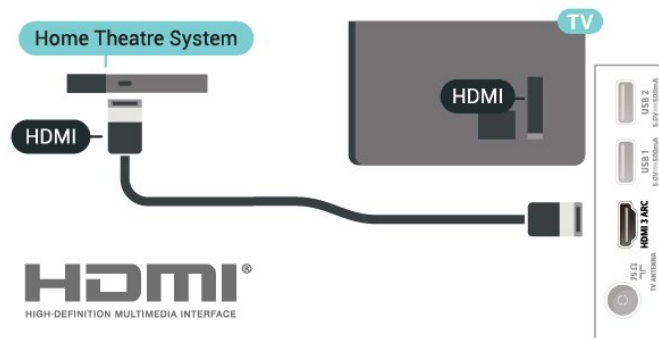 Home Theatre System
TV
HDMI
HDMI
USB 2
5.0V⎓500mA
USB 1
5.0V⎓500mA
HDMI 3 ARC
75 Ω
TV ANTENNA
HDMI®
HIGH-DEFINITION MULTIMEDIA INTERFACE